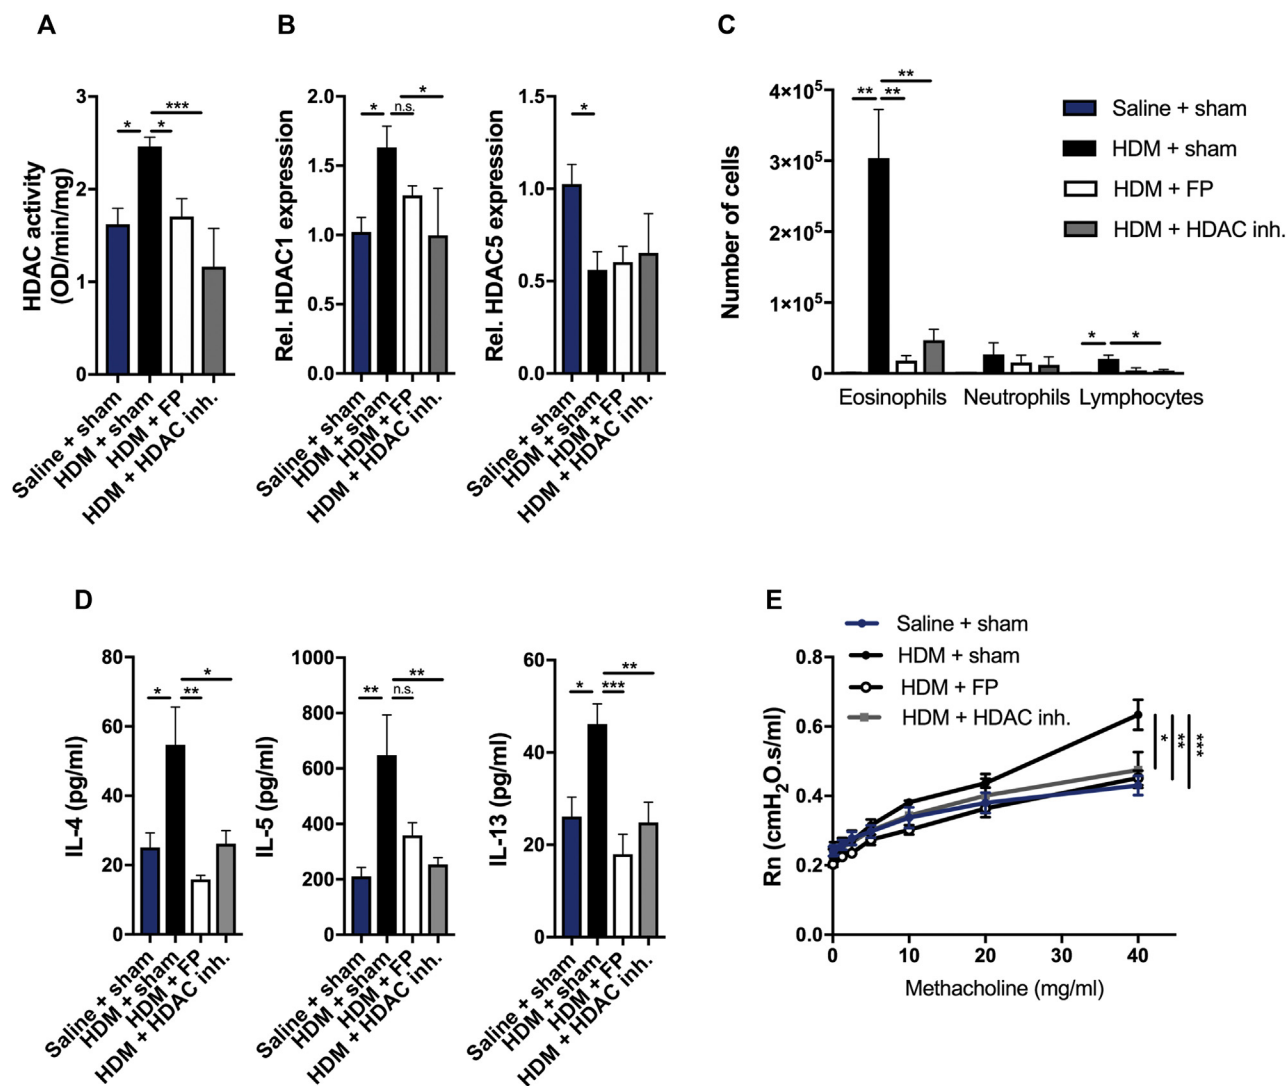 A
B
C
HDAC activity
(OD/min/mg)
3
2
1
0
*
*
***
Saline + sham
HDM + sham
HDM + FP
HDM + HDAC inh.
Rel. HDAC1 expression
2.0
1.5
1.0
0.5
0.0
*
n.s.
*
Saline + sham
HDM + sham
HDM + FP
HDM + HDAC inh.
Rel. HDAC5 expression
1.5
1.0
0.5
0.0
*
Saline + sham
HDM + sham
HDM + FP
HDM + HDAC inh.
Number of cells
4×10⁵
3×10⁵
2×10⁵
1×10⁵
0
**
**
**
*
*
Eosinophils
Neutrophils
Lymphocytes
Saline + sham
HDM + sham
HDM + FP
HDM + HDAC inh.
D
E
IL-4 (pg/ml)
80
60
40
20
0
*
**
*
Saline + sham
HDM + sham
HDM + FP
HDM + HDAC inh.
IL-5 (pg/ml)
1000
800
600
400
200
0
**
n.s.
**
Saline + sham
HDM + sham
HDM + FP
HDM + HDAC inh.
IL-13 (pg/ml)
60
40
20
0
*
***
**
Saline + sham
HDM + sham
HDM + FP
HDM + HDAC inh.
Saline + sham
HDM + sham
HDM + FP
HDM + HDAC inh.
Rn (cmH₂O.s/ml)
0.8
0.6
0.4
0.2
0.0
0
10
20
30
40
*
**
***
Methacholine (mg/ml)